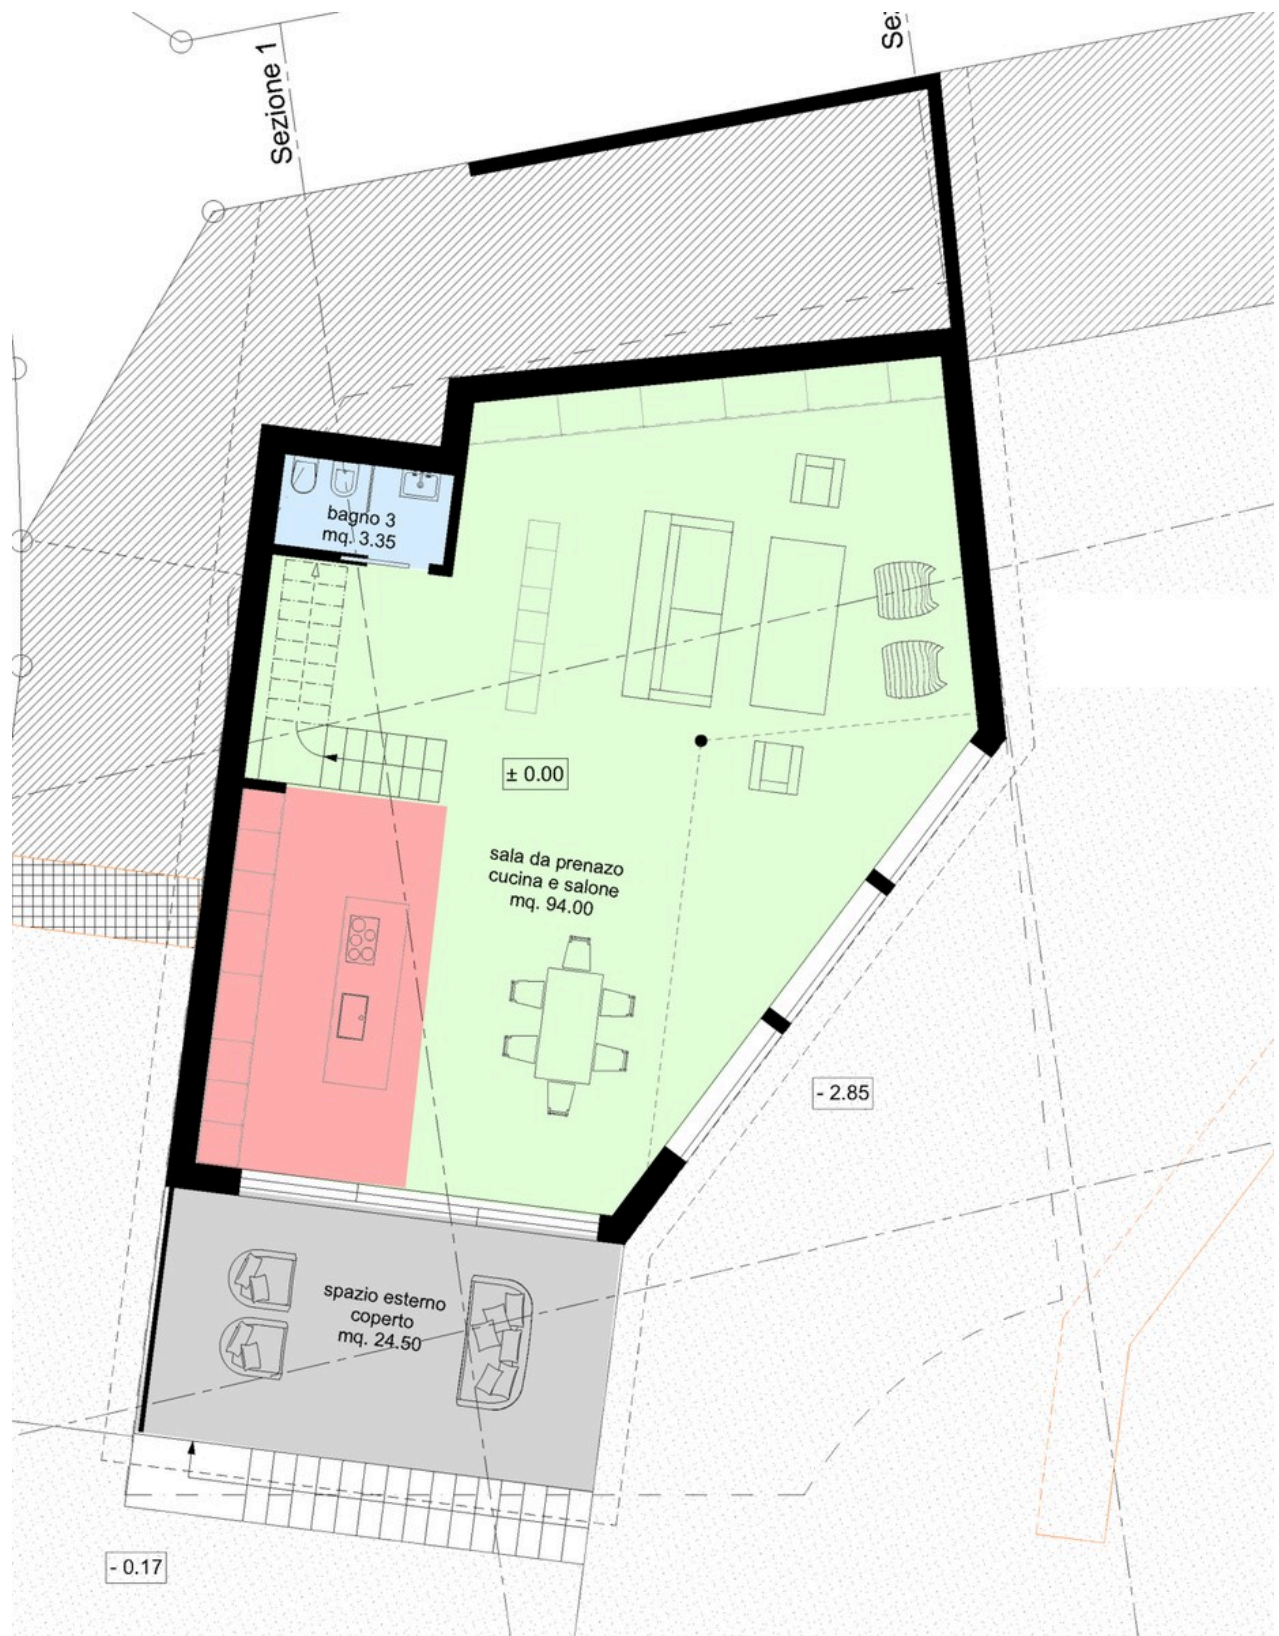 Sezione 1
Se
bagno 3
mq. 3.35
± 0.00
sala da prenazo
cucina e salone
mq. 94.00
- 2.85
spazio esterno
coperto
mq. 24.50
- 0.17